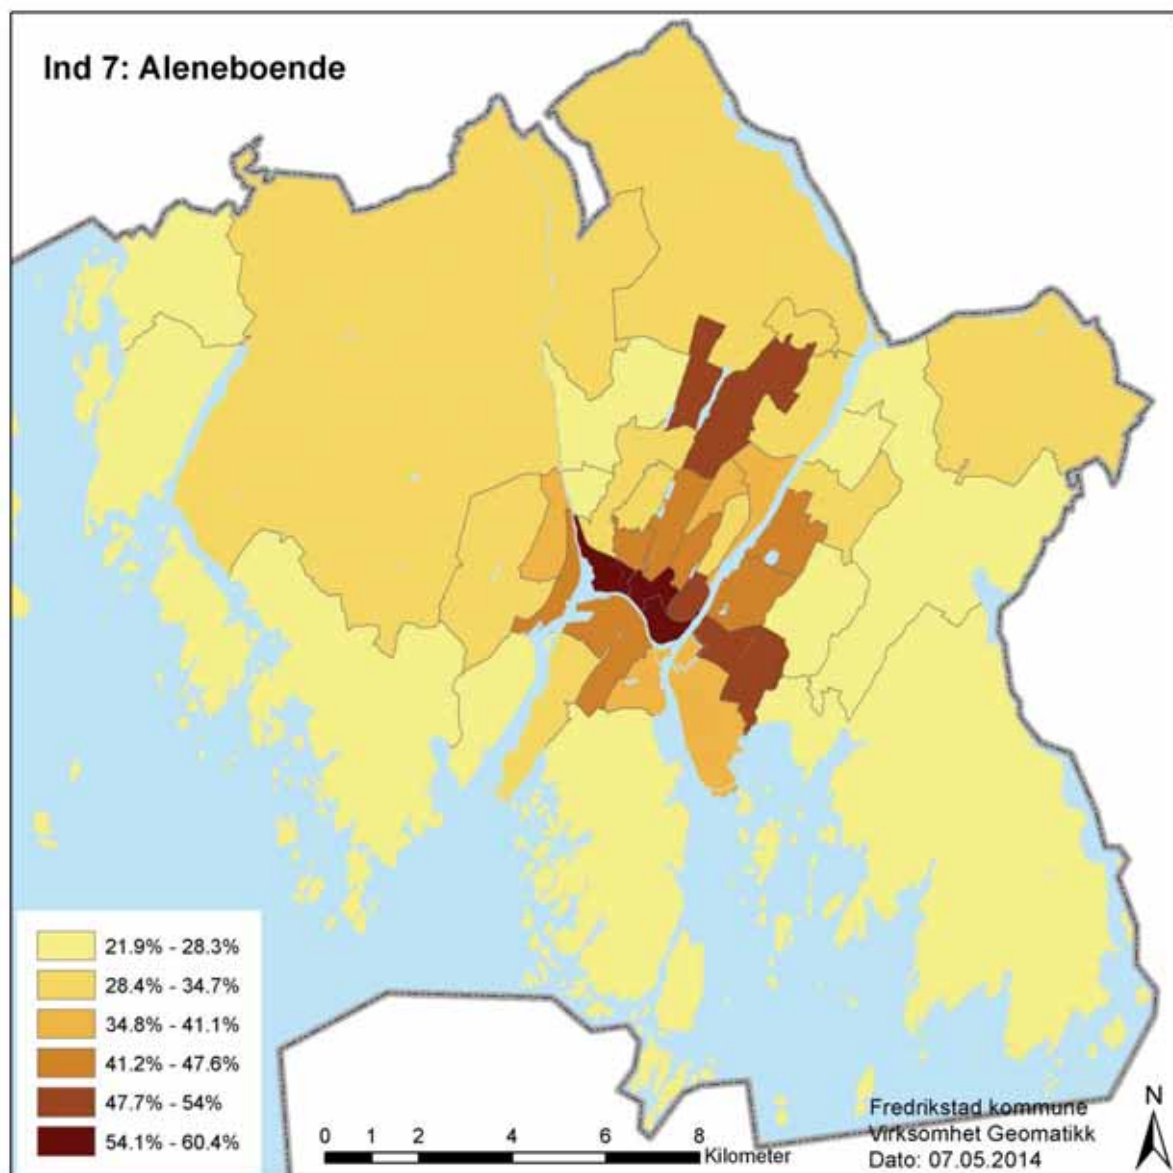 Ind 7: Aleneboende
21.9% - 28.3%
28.4% - 34.7%
34.8% - 41.1%
41.2% - 47.6%
47.7% - 54%
54.1% - 60.4%
0 1 2 4 6 8
Kilometer
Fredrikstad kommune
Virksomhet Geomatikk
Dato: 07.05.2014
N